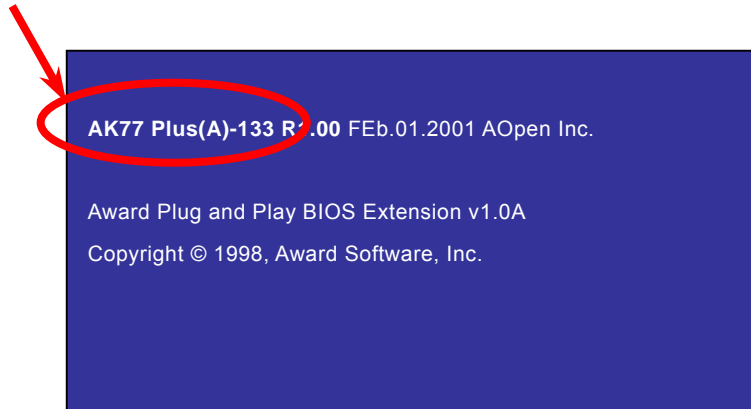 AK77 Plus(A)-133 R1.00 FEb.01.2001 AOpen Inc.
Award Plug and Play BIOS Extension v1.0A
Copyright © 1998, Award Software, Inc.